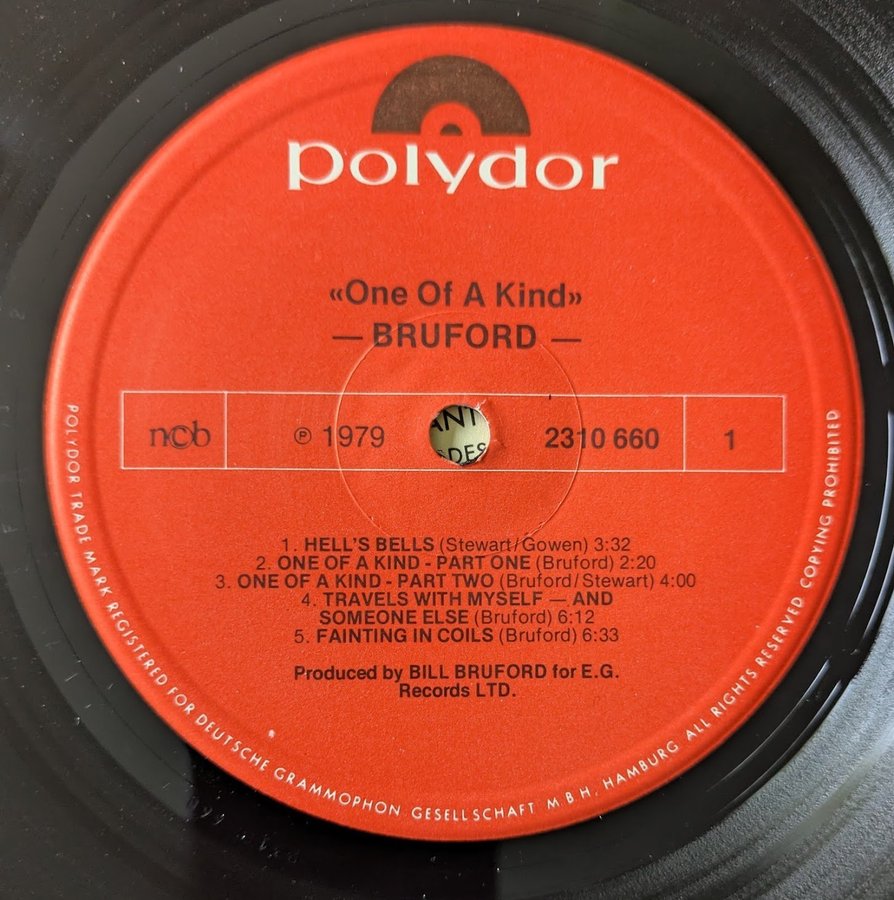 polydor
«One Of A Kind»
— BRUFORD —
ncb
℗ 1979
2310 660
1
ANT
DES
1. HELL'S BELLS (Stewart/Gowen) 3:32
2. ONE OF A KIND - PART ONE (Bruford) 2:20
3. ONE OF A KIND - PART TWO (Bruford/Stewart) 4:00
4. TRAVELS WITH MYSELF — AND
SOMEONE ELSE (Bruford) 6:12
5. FAINTING IN COILS (Bruford) 6:33
Produced by BILL BRUFORD for E.G.
Records LTD.
POLYDOR TRADE MARK REGISTERED FOR DEUTSCHE GRAMMOPHON GESELLSCHAFT M B H, HAMBURG ALL RIGHTS RESERVED COPYING PROHIBITED